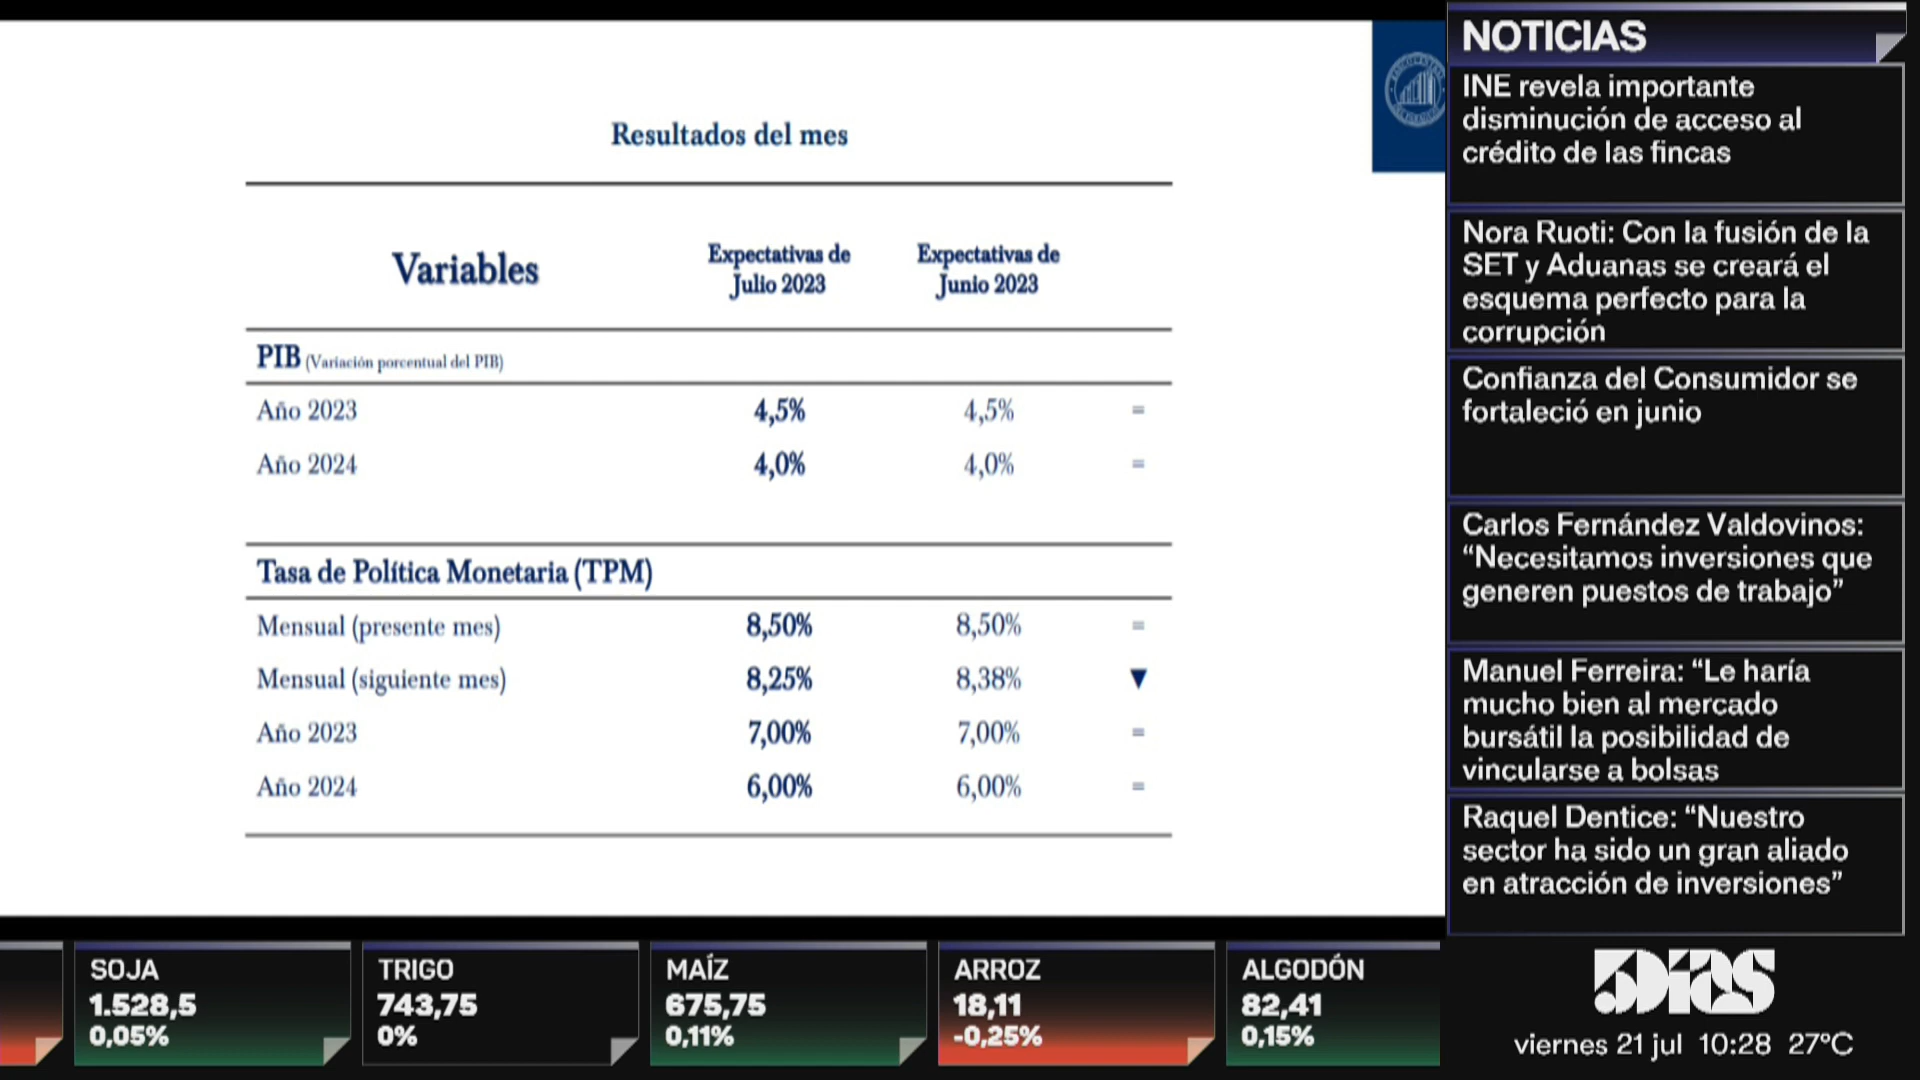 Resultados del mes
Variables
Expectativas de
Julio 2023
Expectativas de
Junio 2023
PIB (Variación porcentual del PIB)
Año 2023 4,5% 4,5% =
Año 2024 4,0% 4,0% =
Tasa de Política Monetaria (TPM)
Mensual (presente mes) 8,50% 8,50% =
Mensual (siguiente mes) 8,25% 8,38% ▼
Año 2023 7,00% 7,00% =
Año 2024 6,00% 6,00% =
NOTICIAS
INE revela importante
disminución de acceso al
crédito de las fincas
Nora Ruoti: Con la fusión de la
SET y Aduanas se creará el
esquema perfecto para la
corrupción
Confianza del Consumidor se
fortaleció en junio
Carlos Fernández Valdovinos:
“Necesitamos inversiones que
generen puestos de trabajo”
Manuel Ferreira: “Le haría
mucho bien al mercado
bursátil la posibilidad de
vincularse a bolsas
Raquel Dentice: “Nuestro
sector ha sido un gran aliado
en atracción de inversiones”
SOJA
1.528,5
0,05%
TRIGO
743,75
0%
MAÍZ
675,75
0,11%
ARROZ
18,11
-0,25%
ALGODÓN
82,41
0,15%
5Días
viernes 21 jul 10:28 27°C